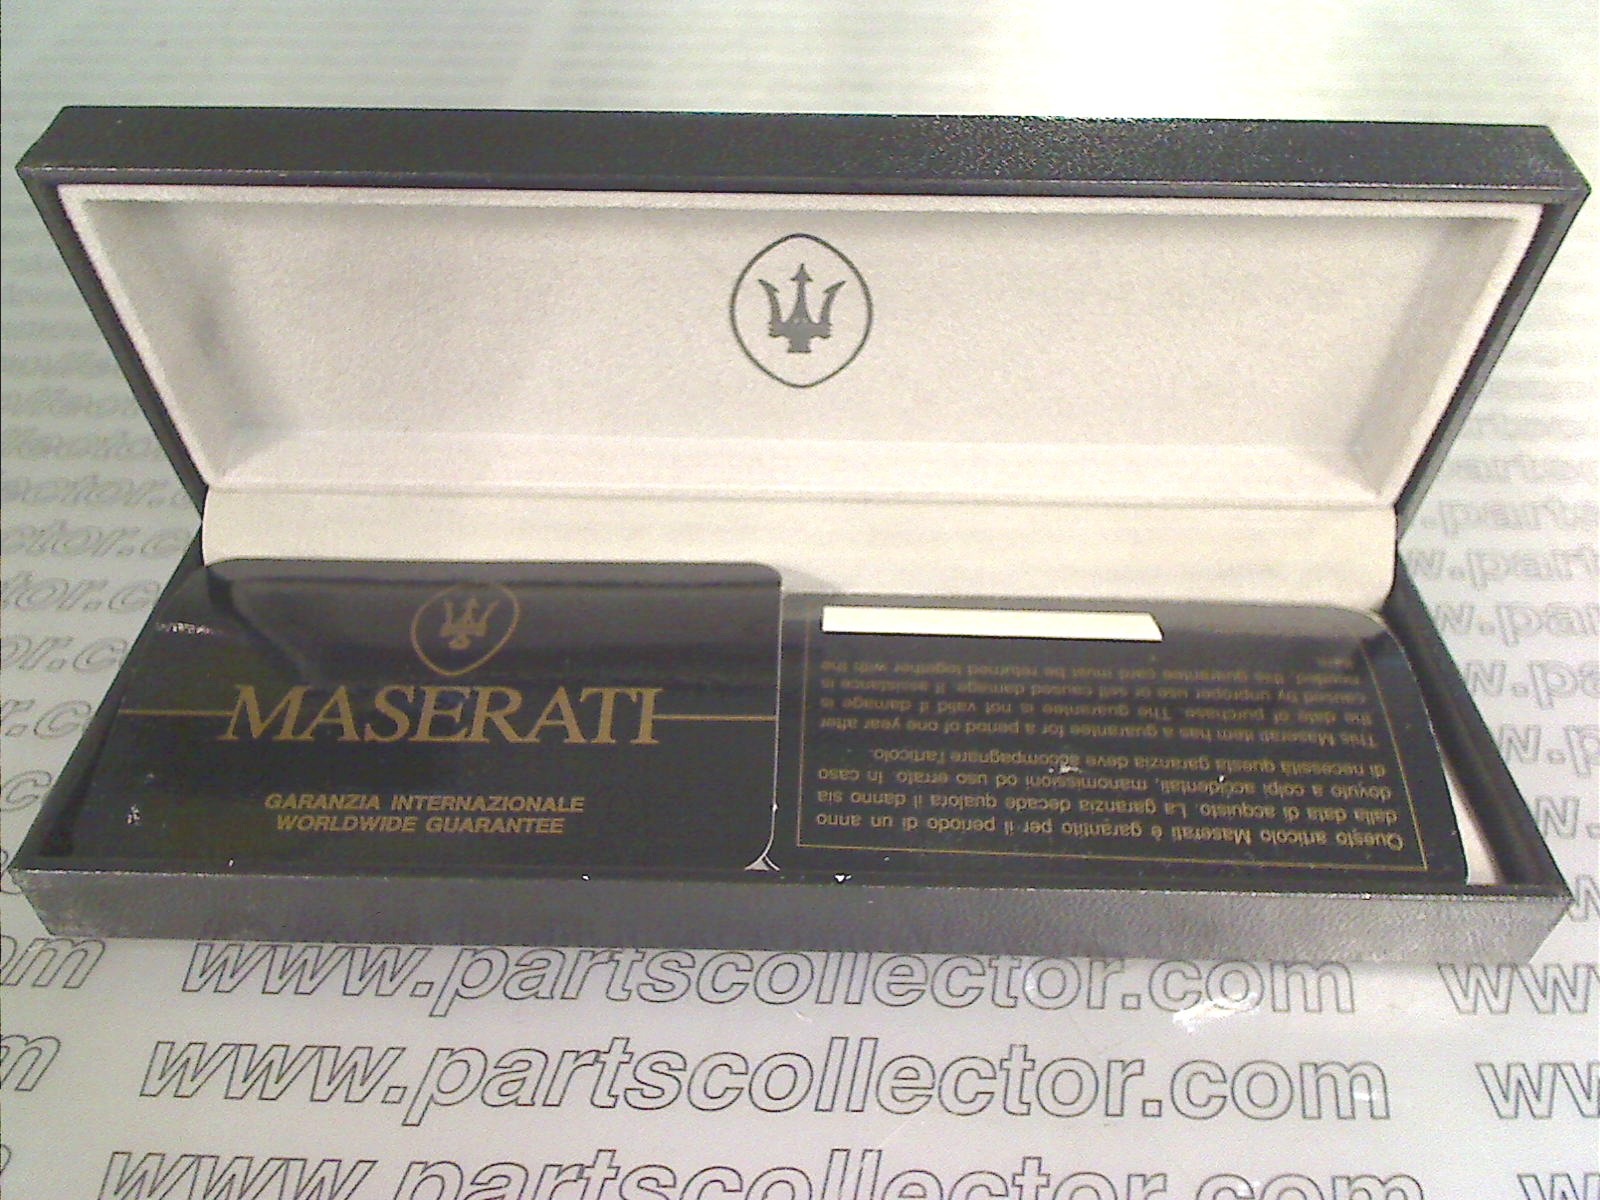 MASERATI
GARANZIA INTERNAZIONALE
WORLDWIDE GUARANTEE
Questo articolo Maserati è garantito per il periodo di un anno
dalla data di acquisto. La garanzia decade qualora il danno sia
dovuto a colpi accidentali, manomissioni od uso errato. In caso
di necessità questa garanzia deve accompagnare l'articolo.
This Maserati item has a guarantee for a period of one year after
the date of purchase. The guarantee is not valid if damage is
caused by unproper use or self caused damage. If assistance is
needed, this guarantee card must be returned together with the
www.partscollector.com
www.partscollector.com
www.partscollector.com